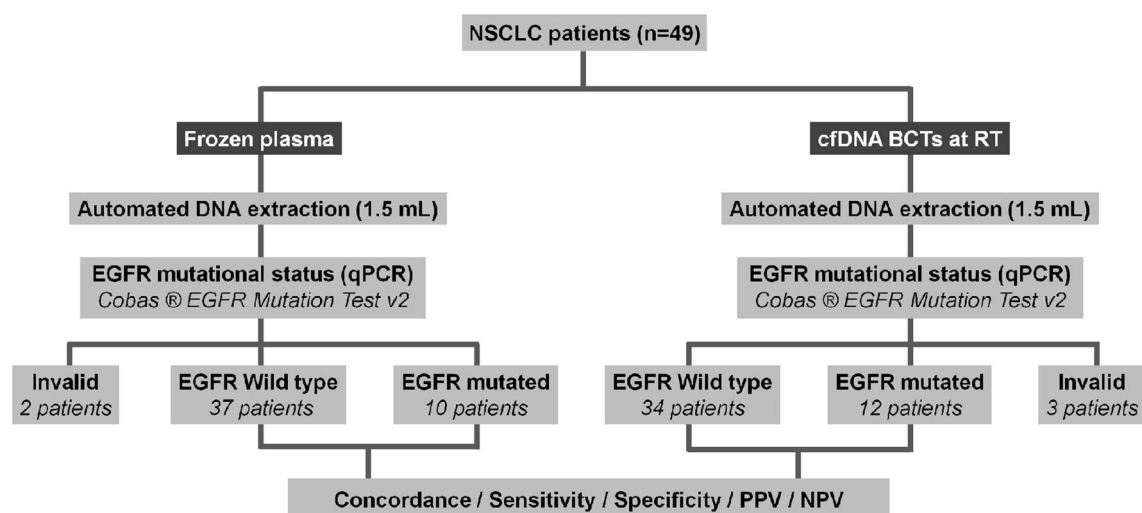 NSCLC patients (n=49)
Frozen plasma
cfDNA BCTs at RT
Automated DNA extraction (1.5 mL)
Automated DNA extraction (1.5 mL)
EGFR mutational status (qPCR)
Cobas ® EGFR Mutation Test v2
EGFR mutational status (qPCR)
Cobas ® EGFR Mutation Test v2
Invalid
2 patients
EGFR Wild type
37 patients
EGFR mutated
10 patients
EGFR Wild type
34 patients
EGFR mutated
12 patients
Invalid
3 patients
Concordance / Sensitivity / Specificity / PPV / NPV